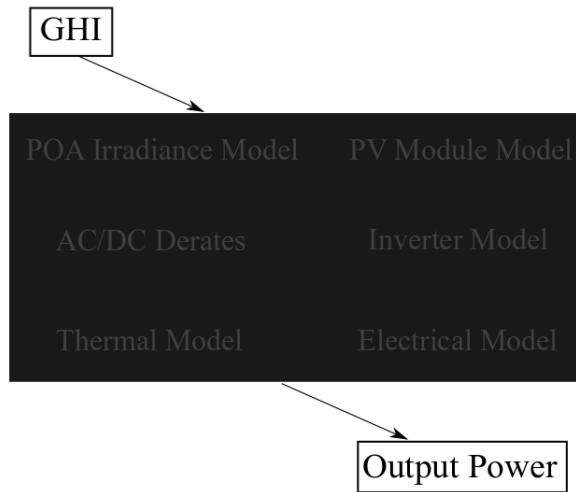 GHI
POA Irradiance Model PV Module Model
AC/DC Derates Inverter Model
Thermal Model Electrical Model
Output Power